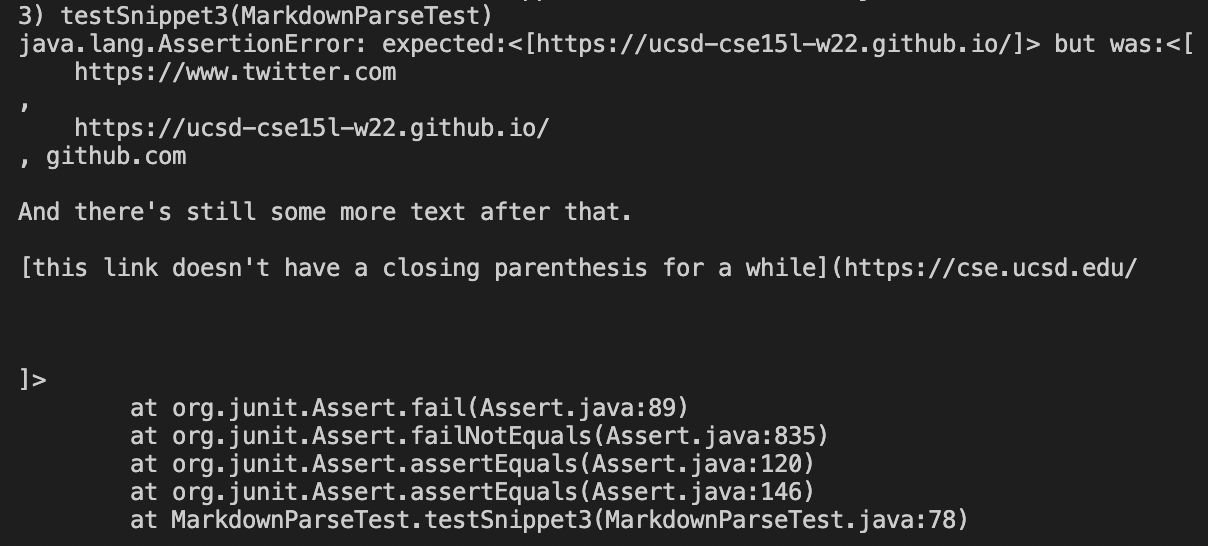 3) testSnippet3(MarkdownParseTest)
java.lang.AssertionError: expected:<[https://ucsd-cse15l-w22.github.io/]> but was:<[
    https://www.twitter.com
,
    https://ucsd-cse15l-w22.github.io/
, github.com

And there's still some more text after that.

[this link doesn't have a closing parenthesis for a while](https://cse.ucsd.edu/



]>
        at org.junit.Assert.fail(Assert.java:89)
        at org.junit.Assert.failNotEquals(Assert.java:835)
        at org.junit.Assert.assertEquals(Assert.java:120)
        at org.junit.Assert.assertEquals(Assert.java:146)
        at MarkdownParseTest.testSnippet3(MarkdownParseTest.java:78)